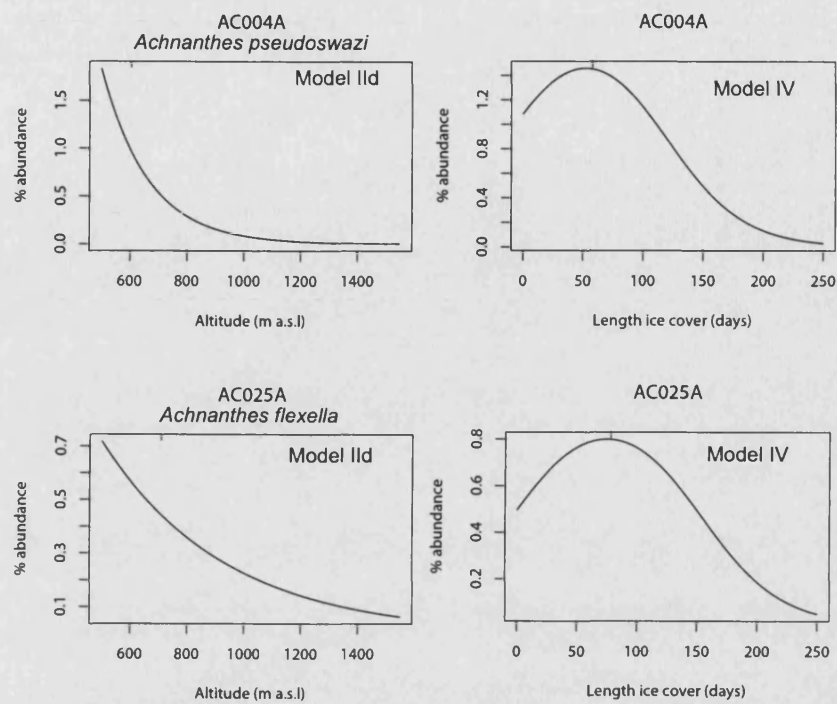 AC004A
Achnanthes pseudoswazi
Model IId
% abundance
1.5
1.0
0.5
0.0
600 800 1000 1200 1400
Altitude (m a.s.l)
AC004A
Model IV
% abundance
1.2
0.8
0.4
0.0
0 50 100 150 200 250
Length ice cover (days)
AC025A
Achnanthes flexella
Model IId
% abundance
0.7
0.5
0.3
0.1
600 800 1000 1200 1400
Altitude (m a.s.l)
AC025A
Model IV
% abundance
0.8
0.6
0.4
0.2
0 50 100 150 200 250
Length ice cover (days)